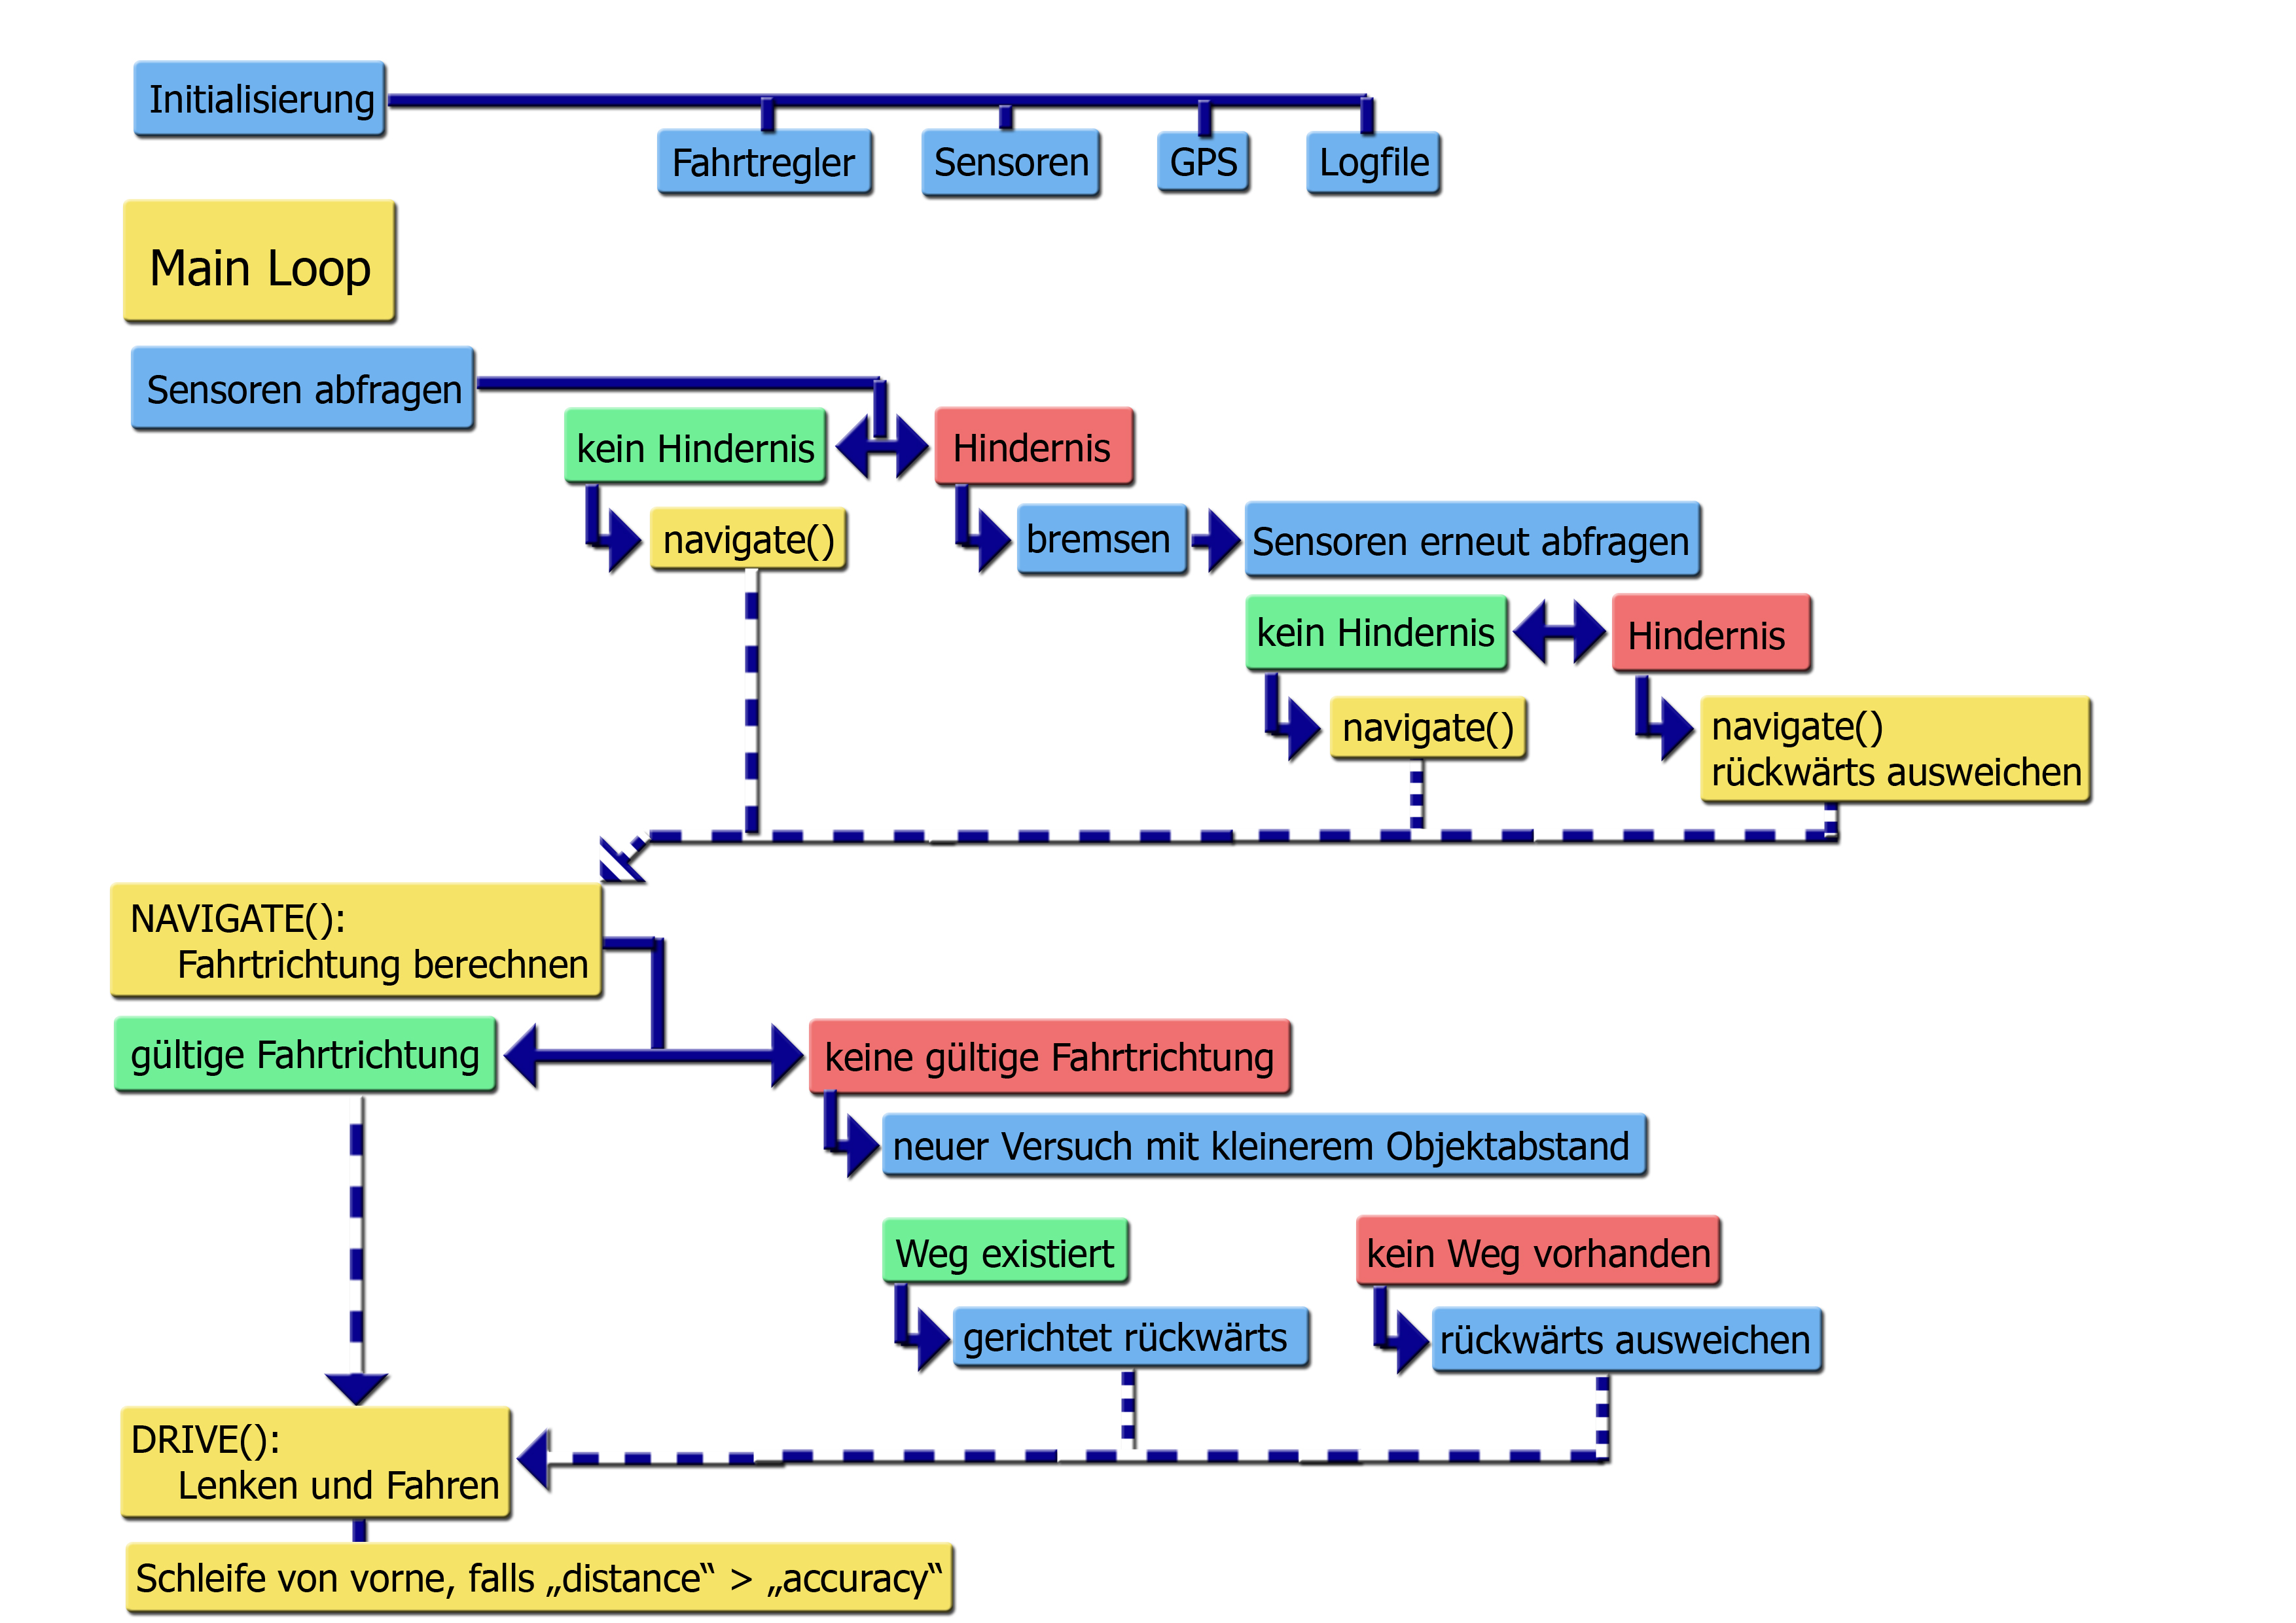 Initialisierung
Fahrtregler
Sensoren
GPS
Logfile
Main Loop
Sensoren abfragen
kein Hindernis
Hindernis
navigate()
bremsen
Sensoren erneut abfragen
kein Hindernis
Hindernis
navigate()
navigate()
rückwärts ausweichen
NAVIGATE():
Fahrtrichtung berechnen
gültige Fahrtrichtung
keine gültige Fahrtrichtung
neuer Versuch mit kleinerem Objektabstand
Weg existiert
kein Weg vorhanden
gerichtet rückwärts
rückwärts ausweichen
DRIVE():
Lenken und Fahren
Schleife von vorne, falls „distance“ > „accuracy“